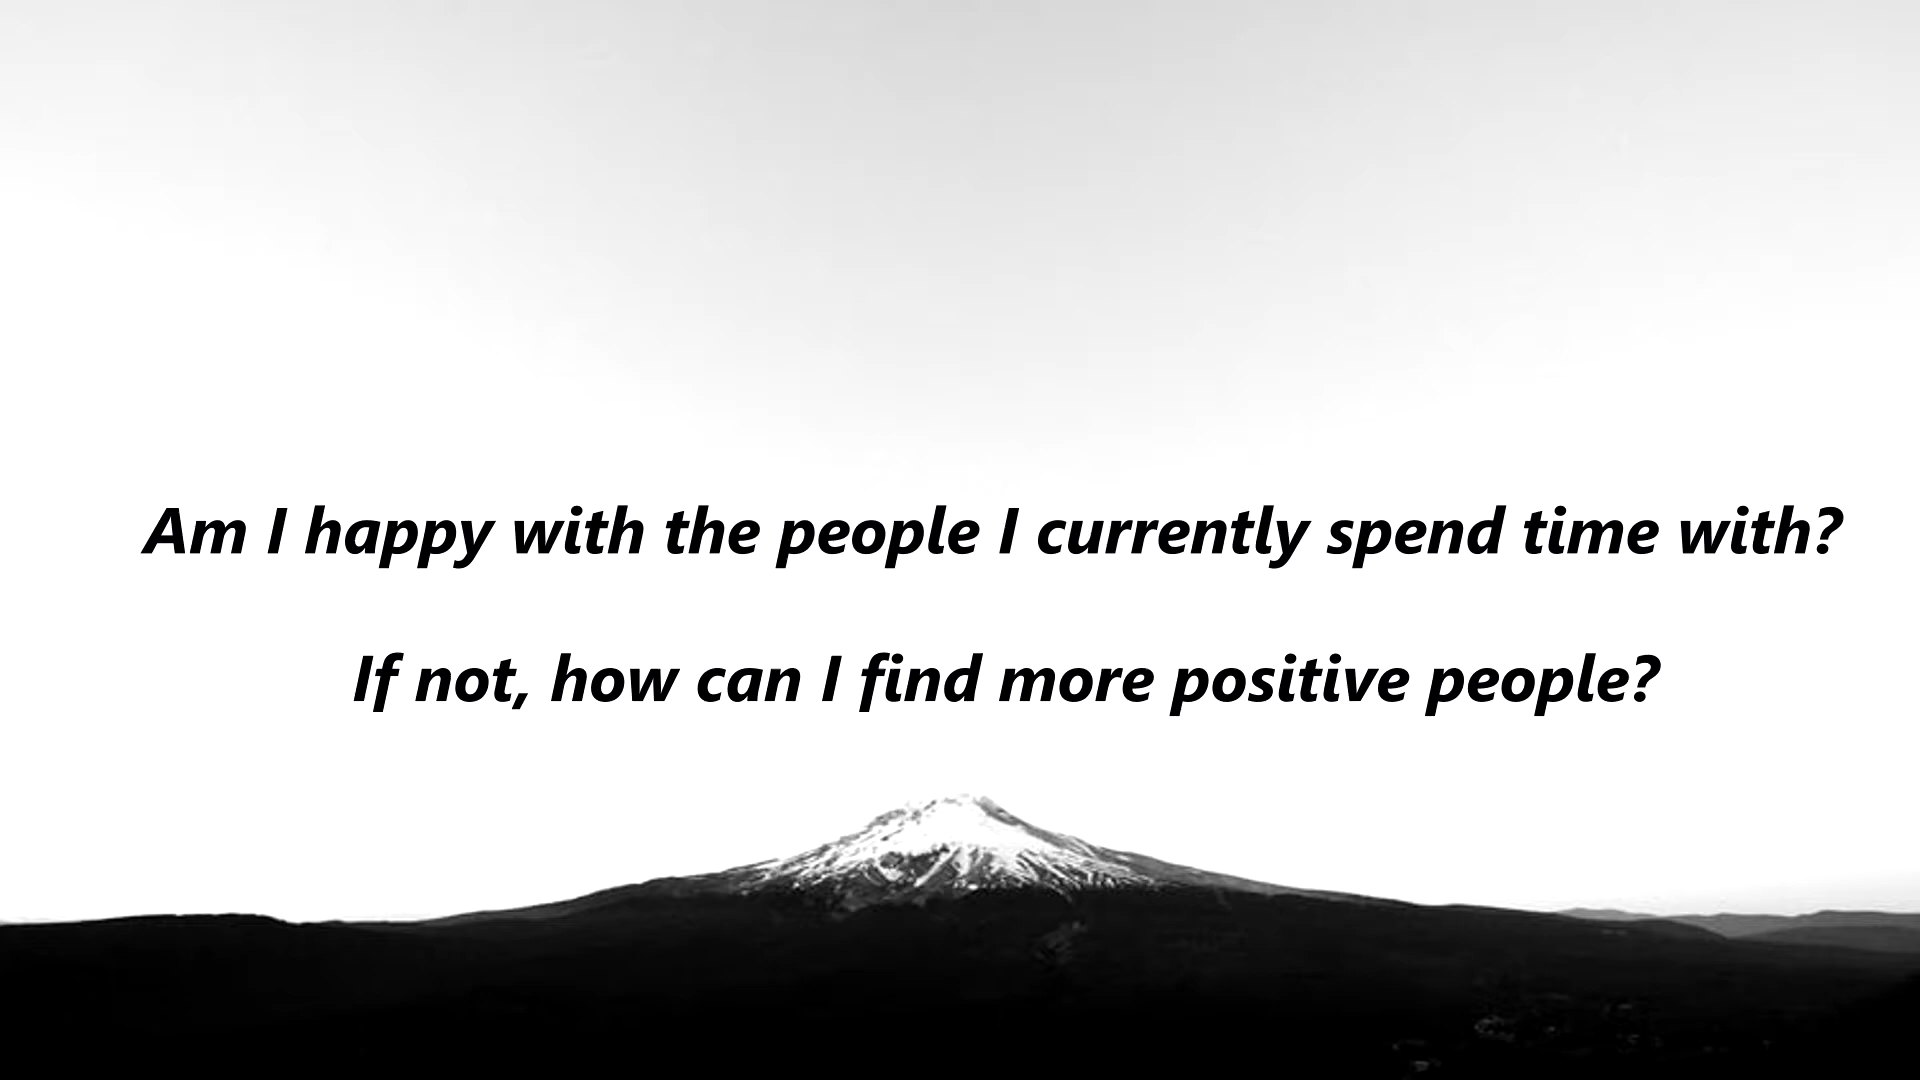 Am I happy with the people I currently spend time with?
If not, how can I find more positive people?